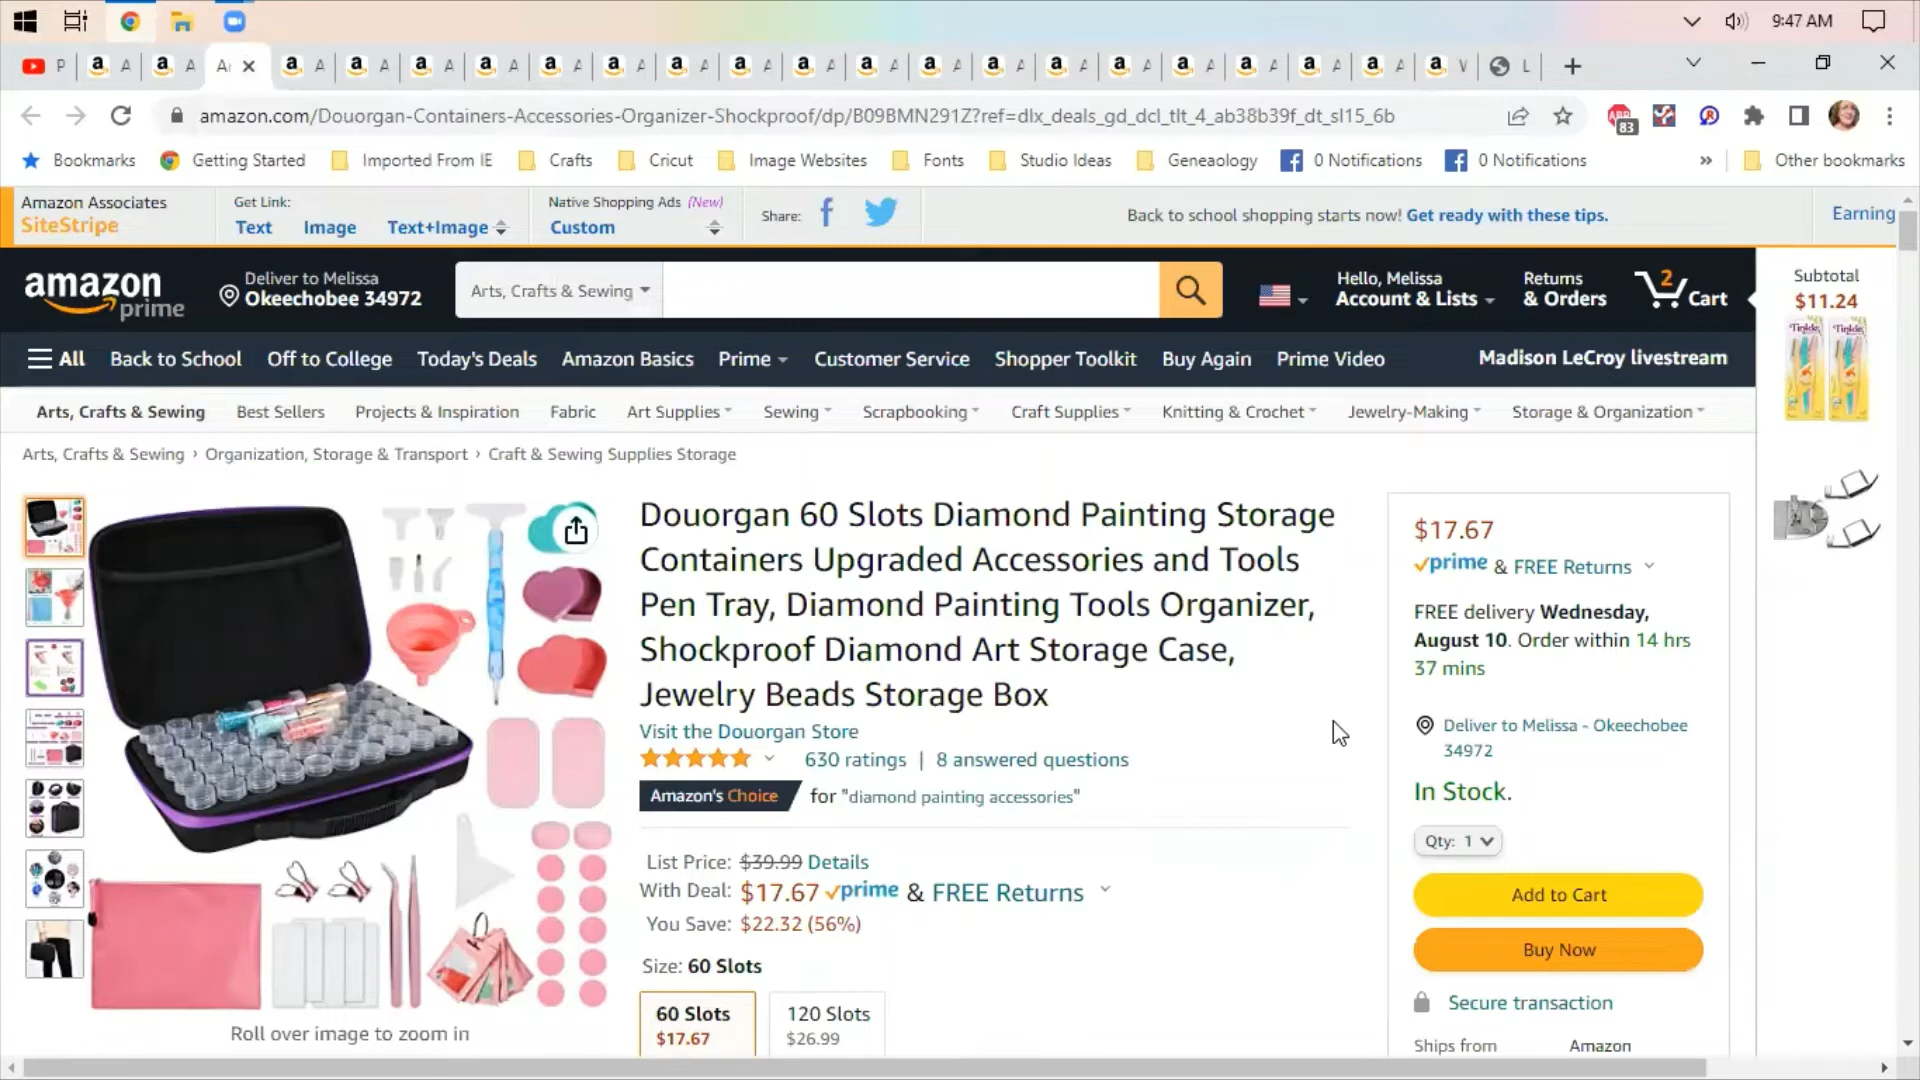 9:47 AM
P A A A A A A A A A A A A A A A A A A A A V L
amazon.com/Douorgan-Containers-Accessories-Organizer-Shockproof/dp/B09BMN291Z?ref=dlx_deals_gd_dcl_tlt_4_ab38b39f_dt_sl15_6b
83
Bookmarks Getting Started Imported From IE Crafts Cricut Image Websites Fonts Studio Ideas Geneaology 0 Notifications 0 Notifications » Other bookmarks
Amazon Associates
SiteStripe
Get Link:
Text Image Text+Image
Native Shopping Ads (New)
Custom
Share:
Back to school shopping starts now! Get ready with these tips.
Earning
amazon
prime
Deliver to Melissa
Okeechobee 34972
Arts, Crafts & Sewing
Hello, Melissa
Account & Lists
Returns
& Orders
2
Cart
Subtotal
$11.24
Tinkle Tinkle
All Back to School Off to College Today's Deals Amazon Basics Prime Customer Service Shopper Toolkit Buy Again Prime Video Madison LeCroy livestream
Arts, Crafts & Sewing Best Sellers Projects & Inspiration Fabric Art Supplies Sewing Scrapbooking Craft Supplies Knitting & Crochet Jewelry-Making Storage & Organization
Arts, Crafts & Sewing › Organization, Storage & Transport › Craft & Sewing Supplies Storage
Douorgan 60 Slots Diamond Painting Storage
Containers Upgraded Accessories and Tools
Pen Tray, Diamond Painting Tools Organizer,
Shockproof Diamond Art Storage Case,
Jewelry Beads Storage Box
Visit the Douorgan Store
630 ratings | 8 answered questions
Amazon's Choice for "diamond painting accessories"
List Price: $39.99 Details
With Deal: $17.67 prime & FREE Returns
You Save: $22.32 (56%)
Size: 60 Slots
60 Slots
$17.67
120 Slots
$26.99
Roll over image to zoom in
$17.67
prime & FREE Returns
FREE delivery Wednesday,
August 10. Order within 14 hrs
37 mins
Deliver to Melissa - Okeechobee
34972
In Stock.
Qty: 1
Add to Cart
Buy Now
Secure transaction
Ships from Amazon